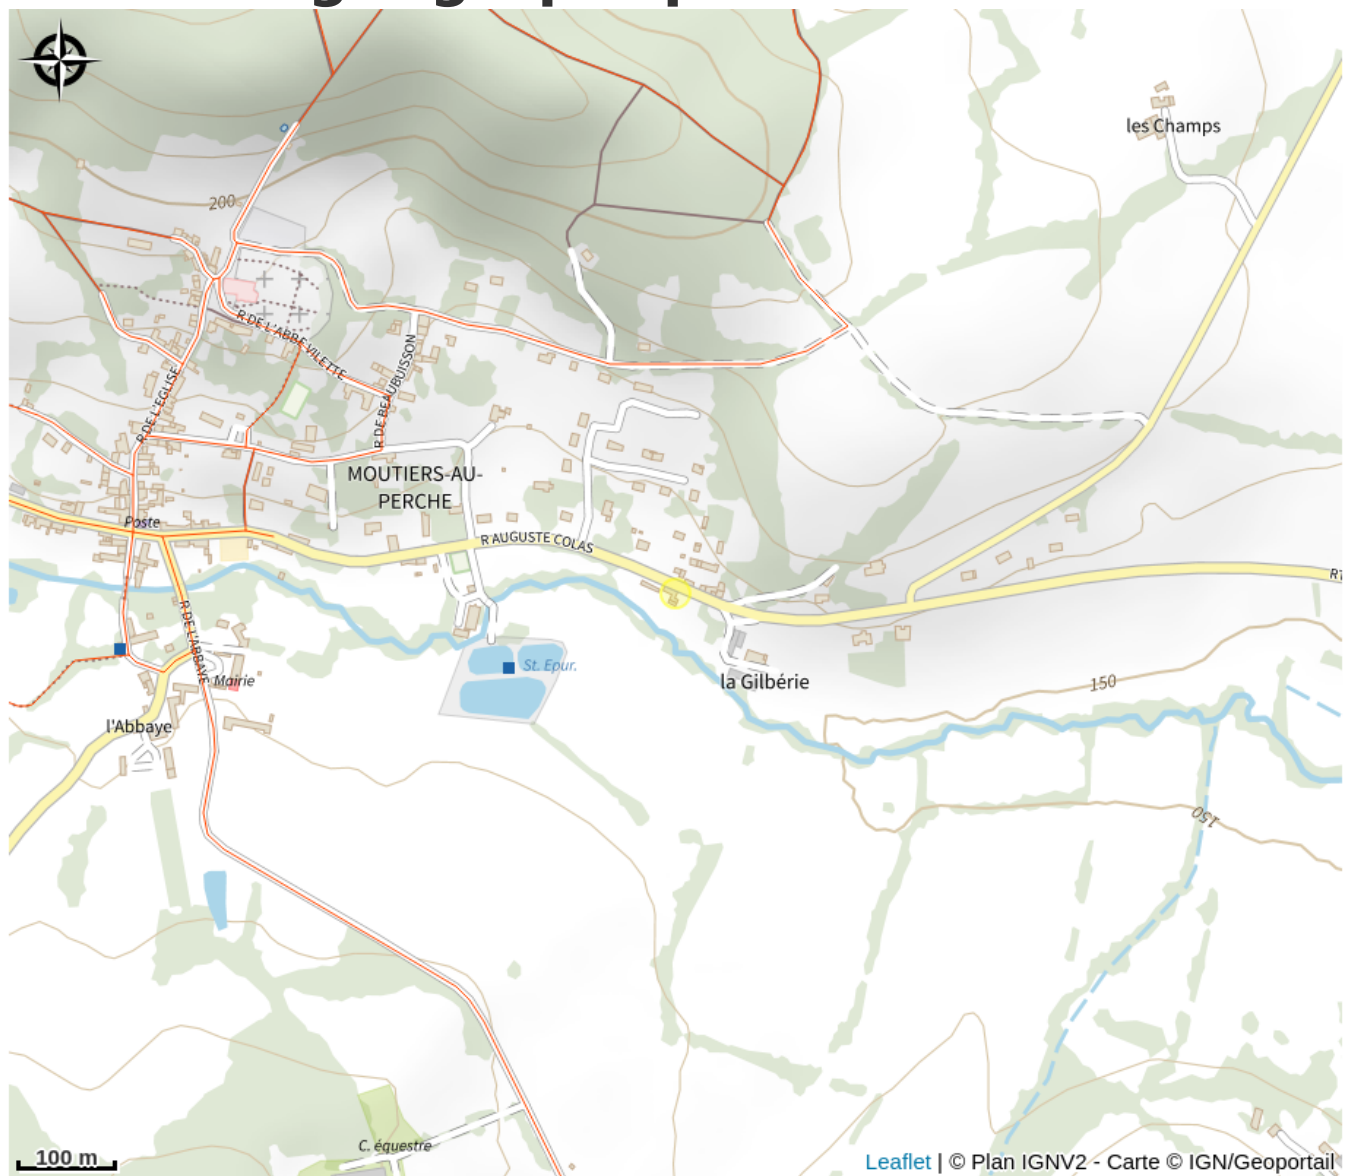 les Champs
200
R DE L'ABBE VILETTE
R DE BEAUBUISSON
R DE L'EGLISE
MOUTIERS-AU-
PERCHE
Poste
R AUGUSTE COLAS
R DE L'ABBAYE
St. Epur.
Mairie
la Gilbérie
150
l'Abbaye
150
C. équestre
100 m
Leaflet | © Plan IGNV2 - Carte © IGN/Geoportail